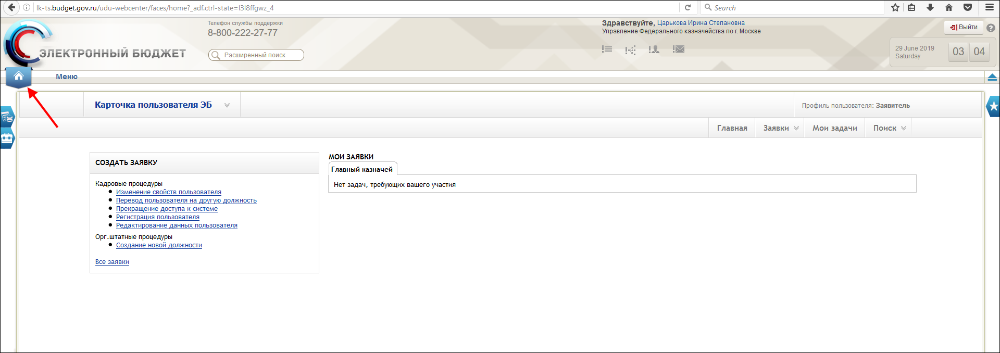 lk-ts.budget.gov.ru/udu-webcenter/faces/home?_adf.ctrl-state=l3l8ffgwz_4
Search
ЭЛЕКТРОННЫЙ БЮДЖЕТ
Телефон службы поддержки
8-800-222-27-77
Расширенный поиск
Здравствуйте, Царькова Ирина Степановна
Управление Федерального казначейства по г. Москве
Выйти
?
29 June 2019
Saturday
03 04
Меню
Карточка пользователя ЭБ
Профиль пользователя: Заявитель
Главная Заявки Мои задачи Поиск
СОЗДАТЬ ЗАЯВКУ
Кадровые процедуры
Изменение свойств пользователя
Перевод пользователя на другую должность
Прекращение доступа к системе
Регистрация пользователя
Редактирование данных пользователя
Орг.штатные процедуры
Создание новой должности
Все заявки
МОИ ЗАЯВКИ
Главный казначей
Нет задач, требующих вашего участия